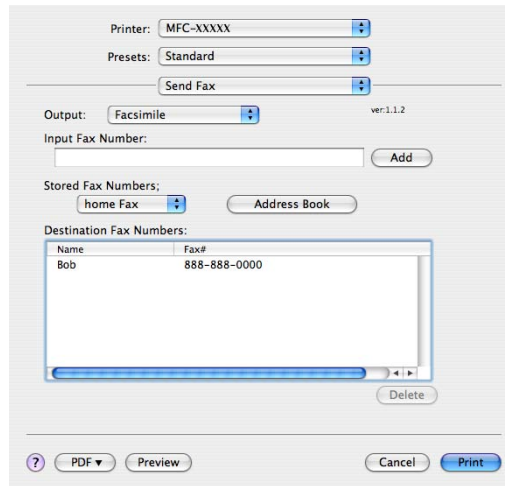 Printer: MFC-XXXXX
Presets: Standard
Send Fax
Output: Facsimile ver:1.1.2
Input Fax Number:
Add
Stored Fax Numbers;
home Fax Address Book
Destination Fax Numbers:
Name Fax#
Bob 888-888-0000
Delete
? PDF▼ Preview Cancel Print